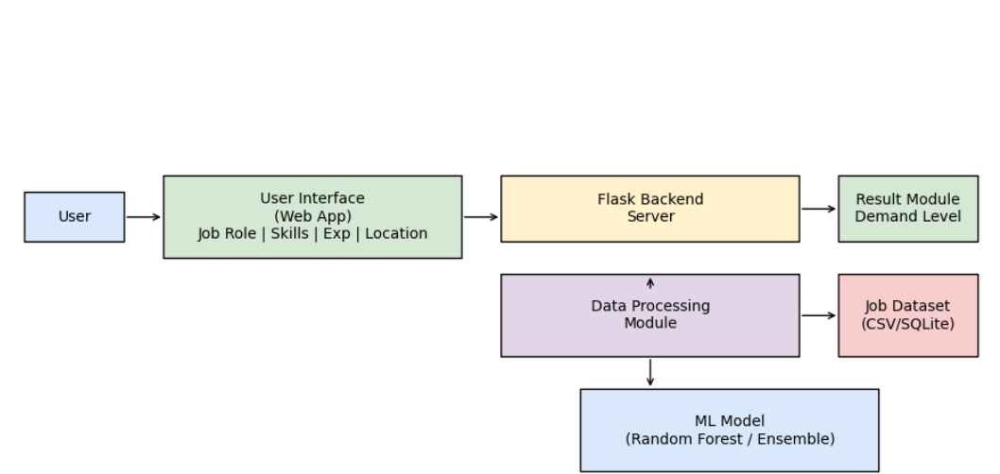 User
User Interface
(Web App)
Job Role | Skills | Exp | Location
Flask Backend
Server
Result Module
Demand Level
Data Processing
Module
Job Dataset
(CSV/SQLite)
ML Model
(Random Forest / Ensemble)